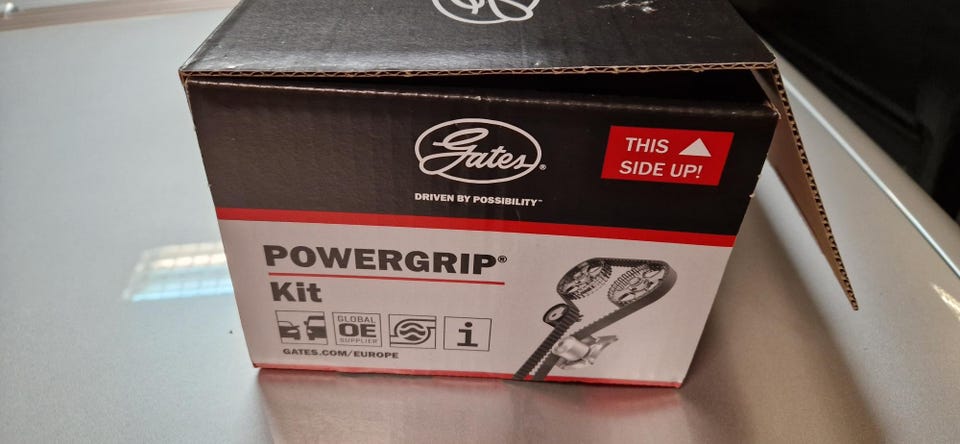 Gates®
DRIVEN BY POSSIBILITY™
THIS
SIDE UP!
POWERGRIP®
Kit
GLOBAL
OE
SUPPLIER
i
GATES.COM/EUROPE